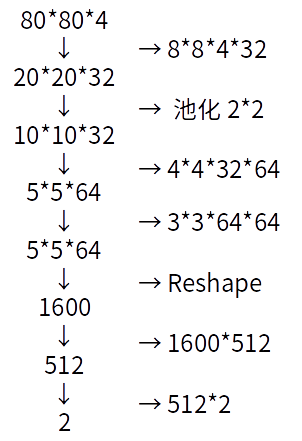 80*80*4
↓ → 8*8*4*32
20*20*32
↓ → 池化 2*2
10*10*32
↓ → 4*4*32*64
5*5*64
↓ → 3*3*64*64
5*5*64
↓ → Reshape
1600
↓ → 1600*512
512
↓ → 512*2
2